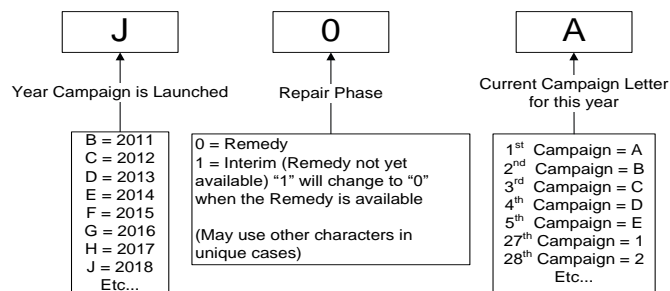 J
0
A
Year Campaign is Launched
Repair Phase
Current Campaign Letter
for this year
B = 2011
C = 2012
D = 2013
E = 2014
F = 2015
G = 2016
H = 2017
J = 2018
Etc...
0 = Remedy
1 = Interim (Remedy not yet
available) “1” will change to “0”
when the Remedy is available
(May use other characters in
unique cases)
1st Campaign = A
2nd Campaign = B
3rd Campaign = C
4th Campaign = D
5th Campaign = E
27th Campaign = 1
28th Campaign = 2
Etc...